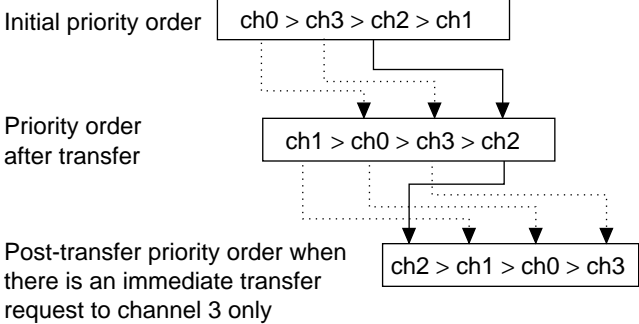 Initial priority order
ch0 > ch3 > ch2 > ch1
Priority order
after transfer
ch1 > ch0 > ch3 > ch2
Post-transfer priority order when
there is an immediate transfer
request to channel 3 only
ch2 > ch1 > ch0 > ch3